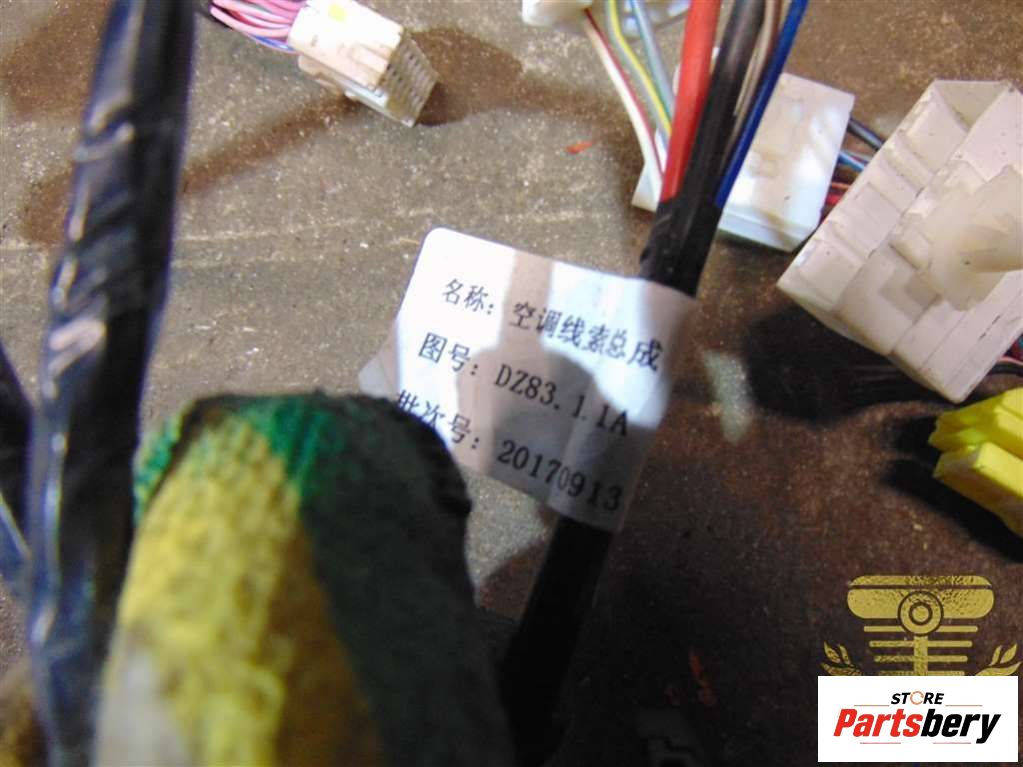 名称: 空调线索总成
图号: DZ83.1.1A
批次号: 20170913
STORE
Partsbery